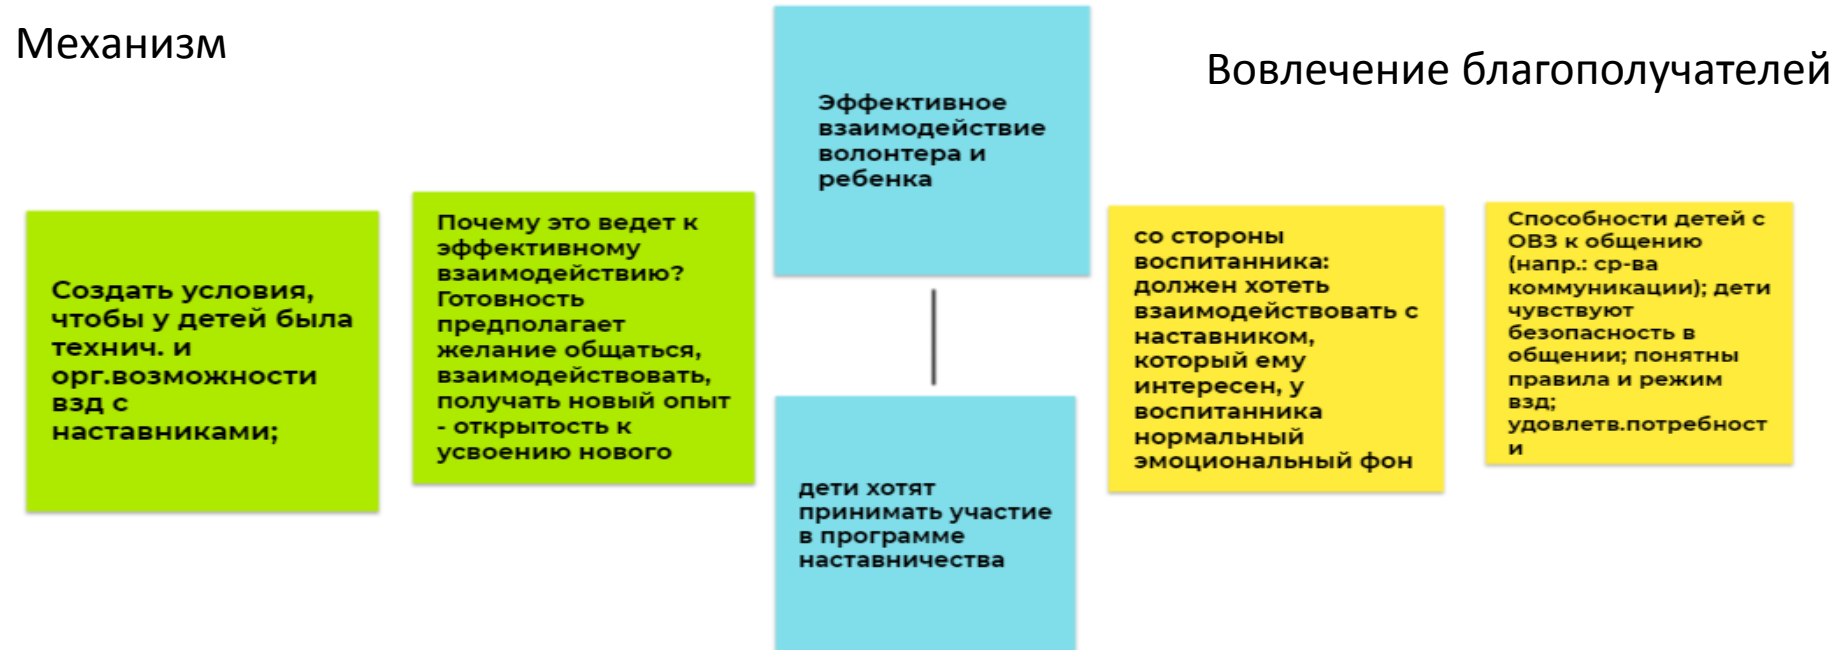 Механизм
Вовлечение благополучателей
Эффективное
взаимодействие
волонтера и
ребенка
Создать условия,
чтобы у детей была
технич. и
орг.возможности
взд с
наставниками;
Почему это ведет к
эффективному
взаимодействию?
Готовность
предполагает
желание общаться,
взаимодействовать,
получать новый опыт
- открытость к
усвоению нового
со стороны
воспитанника:
должен хотеть
взаимодействовать с
наставником,
который ему
интересен, у
воспитанника
нормальный
эмоциональный фон
Способности детей с
ОВЗ к общению
(напр.: ср-ва
коммуникации); дети
чувствуют
безопасность в
общении; понятны
правила и режим
взд;
удовлетв.потребност
и
дети хотят
принимать участие
в программе
наставничества